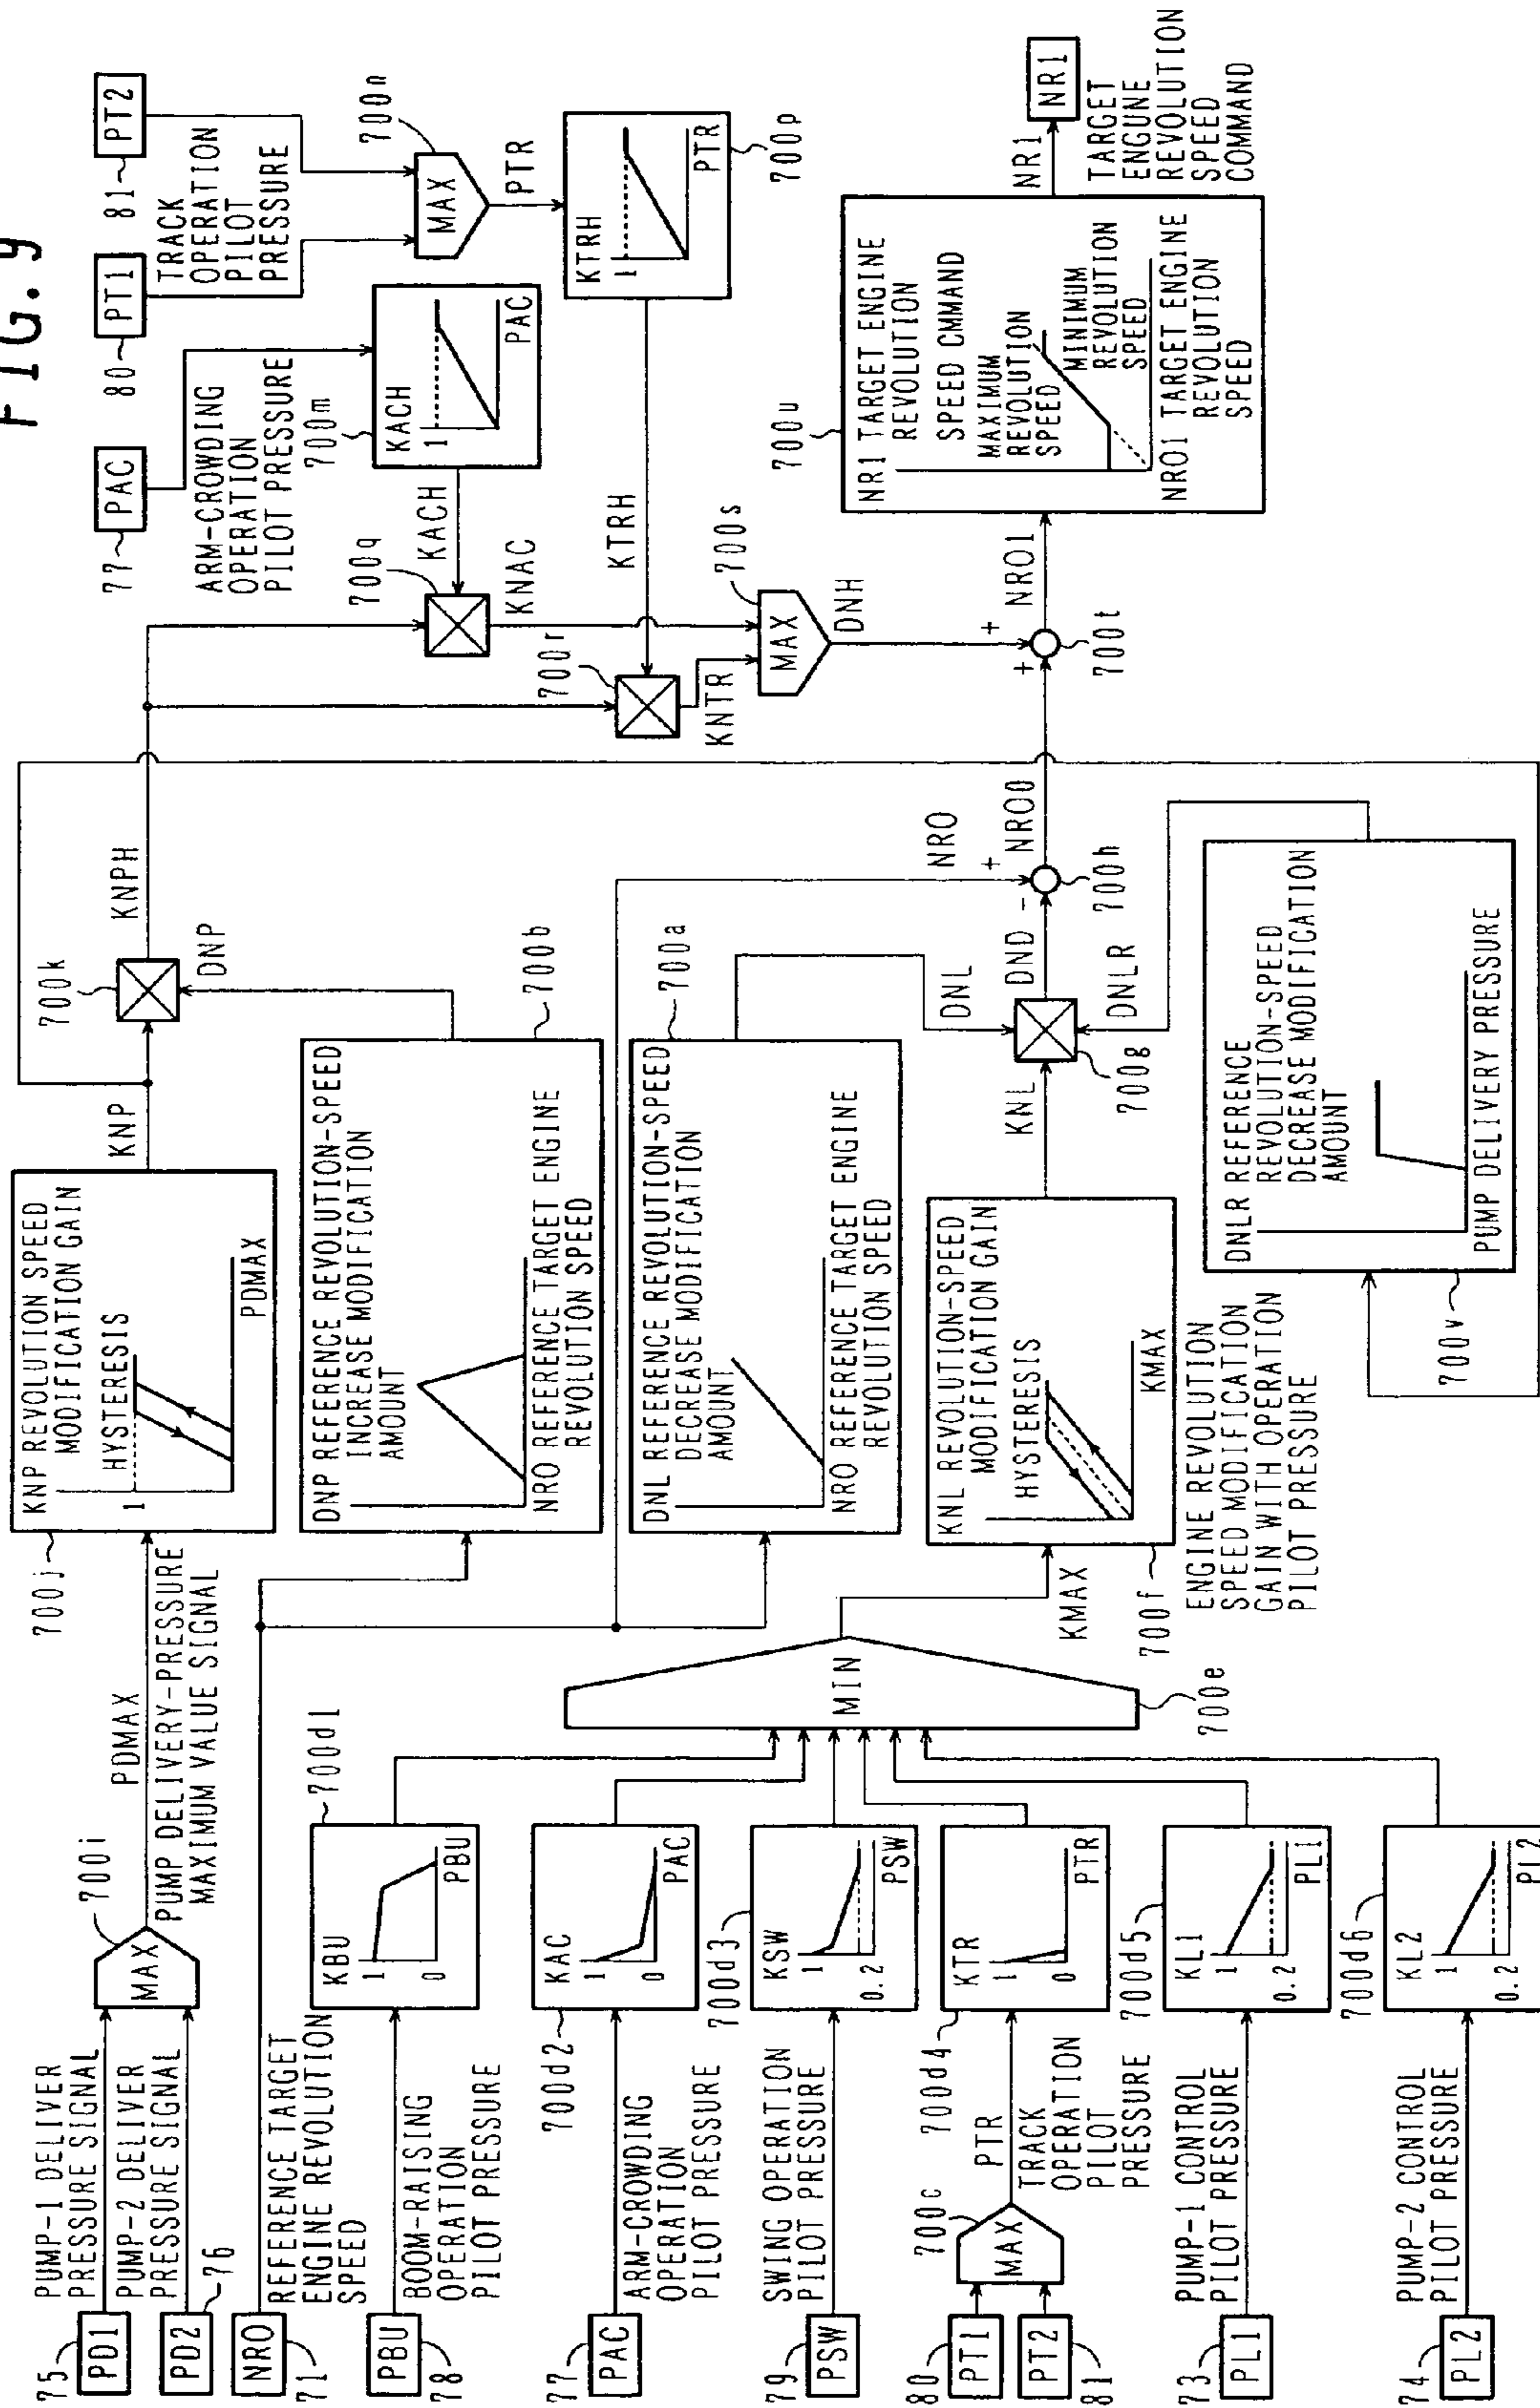 FIG. 9
75
PD1
PUMP-1 DELIVER
PRESSURE SIGNAL
PUMP-2 DELIVER
PRESSURE SIGNAL
PD2
76
NRO
71
REFERENCE TARGET
ENGINE REVOLUTION
SPEED
PBU
78
BOOM-RAISING
OPERATION
PILOT PRESSURE
77
PAC
ARM-CROWDING
OPERATION
PILOT PRESSURE
79
PSW
SWING OPERATION
PILOT PRESSURE
80
PT1
PT2
81
700c
MAX
PTR
TRACK
OPERATION
PILOT
PRESSURE
73
PL1
PUMP-1 CONTROL
PILOT PRESSURE
74
PL2
PUMP-2 CONTROL
PILOT PRESSURE
MAX
700i
PDMAX
PUMP DELIVERY-PRESSURE
MAXIMUM VALUE SIGNAL
700d1
KBU
1
0
PBU
700d2
KAC
1
0
PAC
700d3
KSW
1
0.2
PSW
700d4
KTR
1
0
PTR
700d5
KL1
1
0.2
PL1
700d6
KL2
1
0.2
PL2
MIN
700e
KMAX
700j
KNP REVOLUTION SPEED
MODIFICATION GAIN
HYSTERESIS
1
PDMAX
KNP
DNP REFERENCE REVOLUTION-SPEED
INCREASE MODIFICATION
AMOUNT
NRO REFERENCE TARGET ENGINE
REVOLUTION SPEED
700b
DNL REFERENCE REVOLUTION-SPEED
DECREASE MODIFICATION
AMOUNT
NRO REFERENCE TARGET ENGINE
REVOLUTION SPEED
700a
KNL REVOLUTION-SPEED
MODIFICATION GAIN
HYSTERESIS
KMAX
700f
ENGINE REVOLUTION
SPEED MODIFICATION
GAIN WITH OPERATION
PILOT PRESSURE
KNL
DNLR REFERENCE
REVOLUTION-SPEED
DECREASE MODIFICATION
AMOUNT
PUMP DELIVERY PRESSURE
700v
700k
KNPH
DNP
DNL
DND
DNLR
700g
NRO
+
-
NRO0
700h
77
PAC
ARM-CROWDING
OPERATION
PILOT PRESSURE
80
PT1
81
PT2
TRACK
OPERATION
PILOT
PRESSURE
700m
KACH
1
PAC
MAX
700n
PTR
KTRH
1
PTR
700p
700q
KACH
KNAC
KTRH
700r
KNTR
MAX
700s
DNH
+
+
700t
NRO1
700u
NR1 TARGET ENGINE
REVOLUTION
SPEED CMMAND
MAXIMUM
REVOLUTION
SPEED
MINIMUM
REVOLUTION
SPEED
NRO1 TARGET ENGINE
REVOLUTION
SPEED
NR1
NR1
TARGET
ENGUNE
REVOLUTION
SPEED
COMMAND